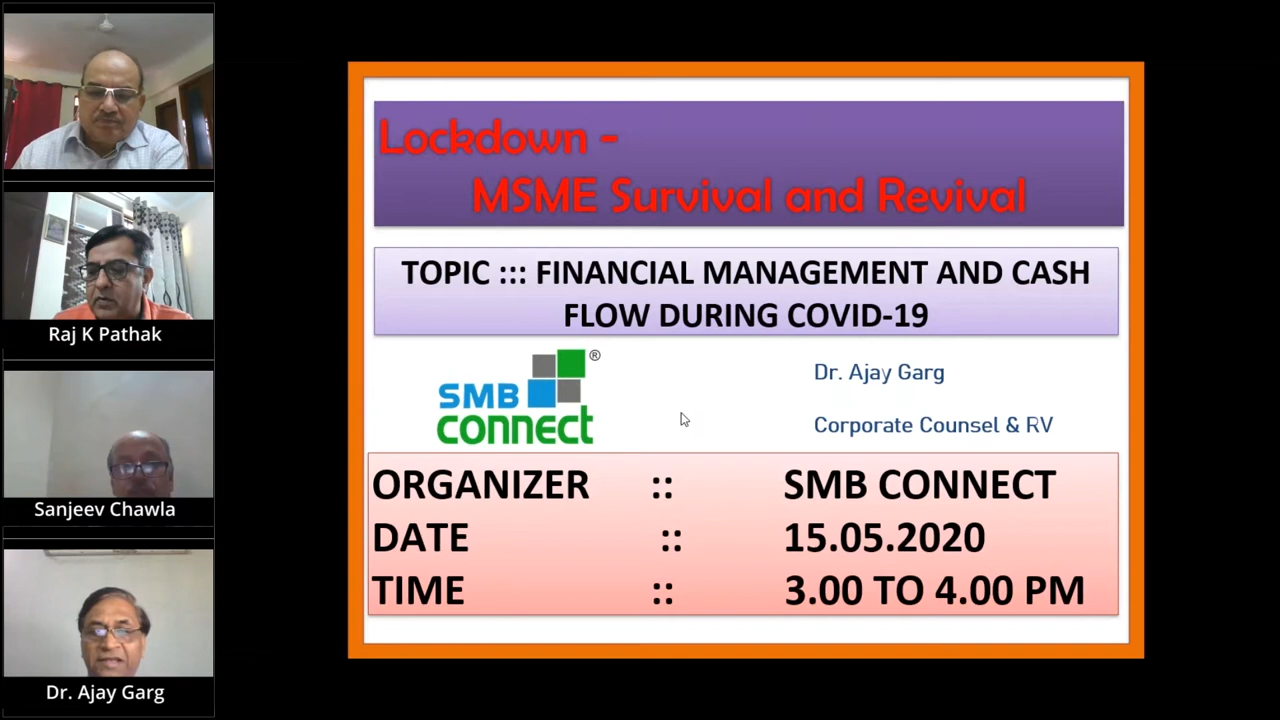 Raj K Pathak
Sanjeev Chawla
Dr. Ajay Garg
Lockdown -
MSME Survival and Revival
TOPIC ::: FINANCIAL MANAGEMENT AND CASH
FLOW DURING COVID-19
SMB
connect
®
Dr. Ajay Garg
Corporate Counsel & RV
ORGANIZER :: SMB CONNECT
DATE :: 15.05.2020
TIME :: 3.00 TO 4.00 PM